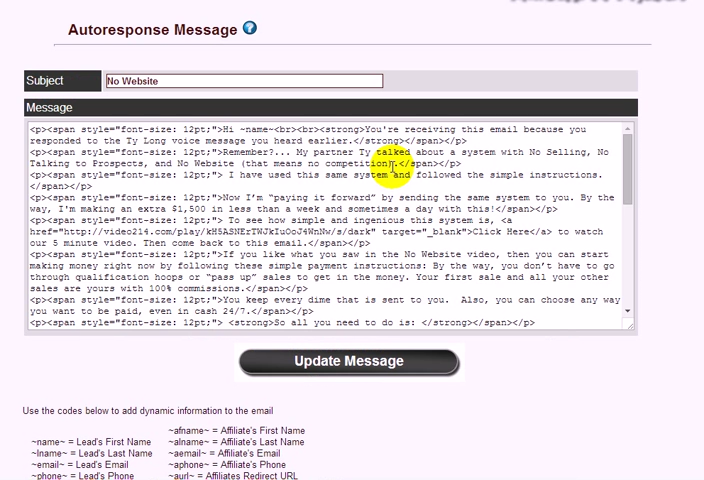 Autoresponse Message
Subject
No Website
Message
<p><span style="font-size: 12pt;">Hi ~name~<br><br><strong>You're receiving this email because you
responded to the Ty Long voice message you heard earlier.</strong></span></p>
<p><span style="font-size: 12pt;">Remember?... My partner Ty talked about a system with No Selling, No
Talking to Prospects, and No Website (that means no competition).</span></p>
<p><span style="font-size: 12pt;"> I have used this same system and followed the simple instructions.
</span></p>
<p><span style="font-size: 12pt;">Now I'm "paying it forward" by sending the same system to you. By the
way, I'm making an extra $1,500 in less than a week and sometimes a day with this!</span></p>
<p><span style="font-size: 12pt;">To see how simple and ingenious this system is, <a
href="http://video214.com/play/kH5ASNErTWJkIuOoJ4WnNw/s/dark" target="_blank">Click Here</a> to watch
our 5 minute video. Then come back to this email.</span></p>
<p><span style="font-size: 12pt;">If you like what you saw in the No Website video, then you can start
making money right now by following these simple payment instructions: By the way, you don't have to go
through qualification hoops or "pass up" sales to get in the money. Your first sale and all your other
sales are yours with 100% commissions.</span></p>
<p><span style="font-size: 12pt;">You keep every dime that is sent to you.  Also, you can choose any way
you want to be paid, even in cash 24/7.</span></p>
<p><span style="font-size: 12pt;"> <strong>So all you need to do is: </strong></span></p>
Update Message
Use the codes below to add dynamic information to the email
~afname~ = Affiliate's First Name
~name~ = Lead's First Name ~alname~ = Affiliate's Last Name
~lname~ = Lead's Last Name ~aemail~ = Affiliate's Email
~email~ = Lead's Email ~aphone~ = Affiliate's Phone
~phone~ = Lead's Phone ~aurl~ = Affiliates Redirect URL